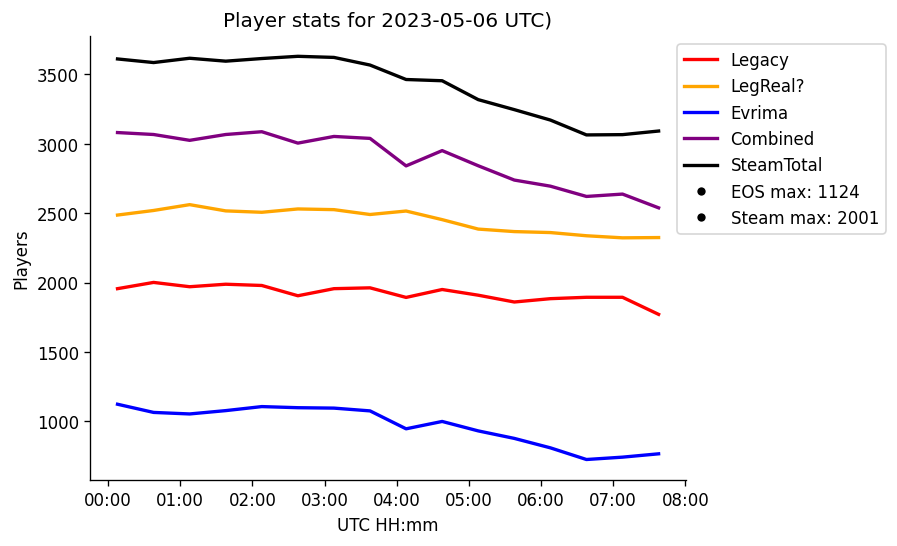 Player stats for 2023-05-06 UTC)
Legacy
LegReal?
Evrima
Combined
SteamTotal
EOS max: 1124
Steam max: 2001
Players
3500
3000
2500
2000
1500
1000
00:00 01:00 02:00 03:00 04:00 05:00 06:00 07:00 08:00
UTC HH:mm